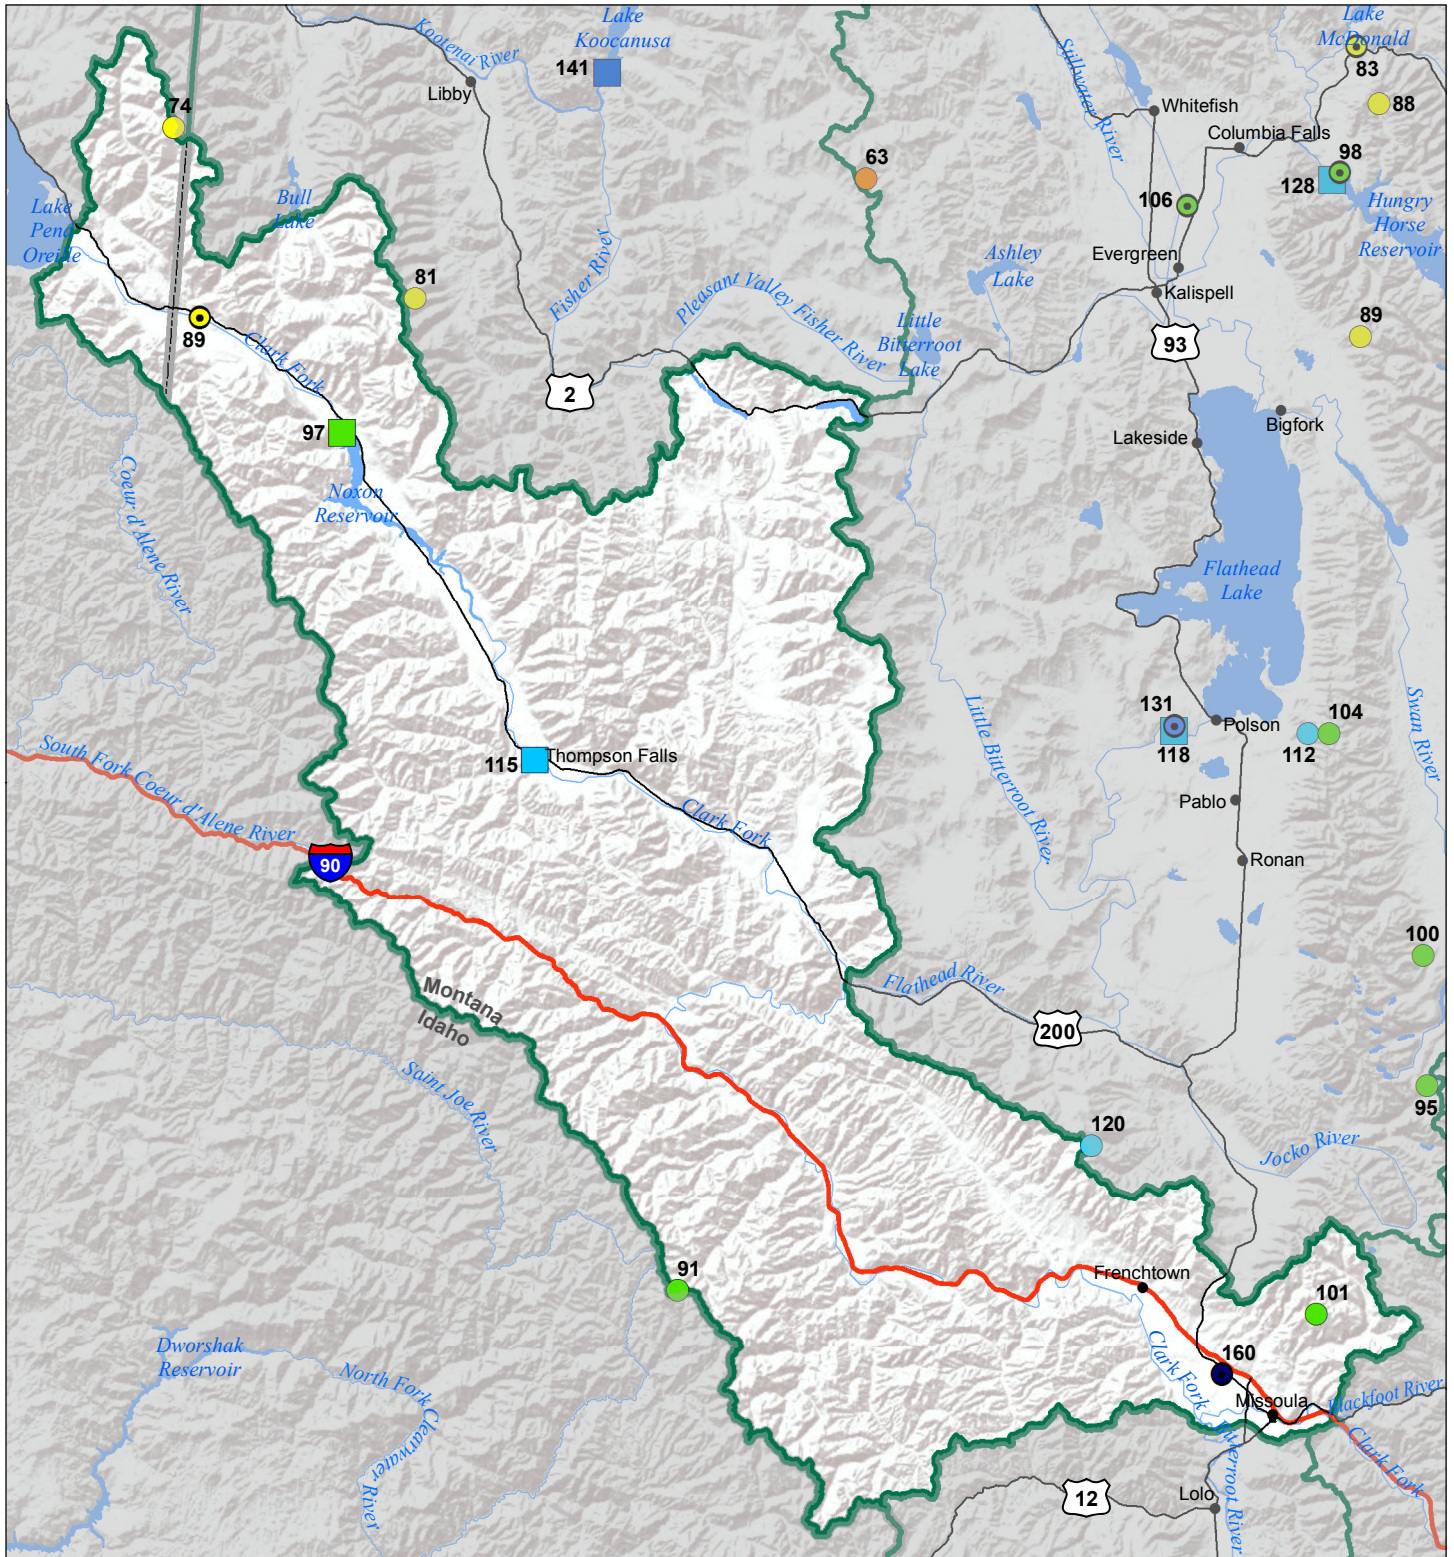 Lake
Koocanusa
Lake
McDonald
Kootenai River
Stillwater River
141
83
Libby
88
74
Whitefish
Columbia Falls
63
98
128
Bull
Lake
Lake
Pend
Oreille
106
Hungry
Horse
Reservoir
Fisher River
Ashley
Lake
Evergreen
81
Pleasant Valley Fisher River
Kalispell
89
Clark Fork
Little
Bitterroot
Lake
93
89
2
97
Lakeside
Bigfork
Coeur d'Alene River
Noxon
Reservoir
Flathead
Lake
Little Bitterroot River
Swan River
131
118
Polson
104
112
South Fork Coeur d'Alene River
115
Thompson Falls
Pablo
Clark Fork
90
Ronan
100
Montana
Idaho
Flathead River
200
Saint Joe River
95
120
Jocko River
91
Frenchtown
101
Dworshak
Reservoir
North Fork Clearwater River
Clark Fork
160
Missoula
Blackfoot River
Bitterroot River
Clark Fork
12
Lolo